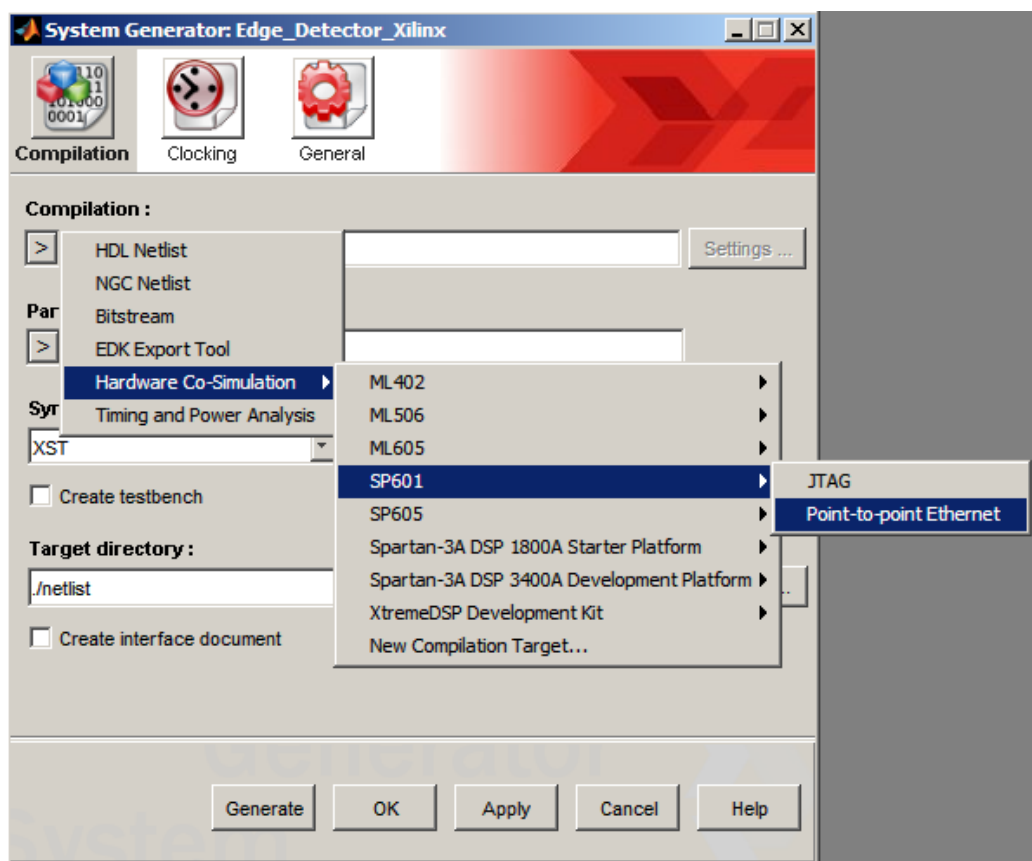 System Generator: Edge_Detector_Xilinx
Compilation
Clocking
General
Compilation :
>
Settings ...
HDL Netlist
NGC Netlist
Bitstream
EDK Export Tool
Hardware Co-Simulation
Timing and Power Analysis
Par
>
Syr
XST
ML402
ML506
ML605
SP601
SP605
Spartan-3A DSP 1800A Starter Platform
Spartan-3A DSP 3400A Development Platform
XtremeDSP Development Kit
New Compilation Target...
JTAG
Point-to-point Ethernet
Create testbench
Target directory :
./netlist
Create interface document
Generate
OK
Apply
Cancel
Help
System
Generator